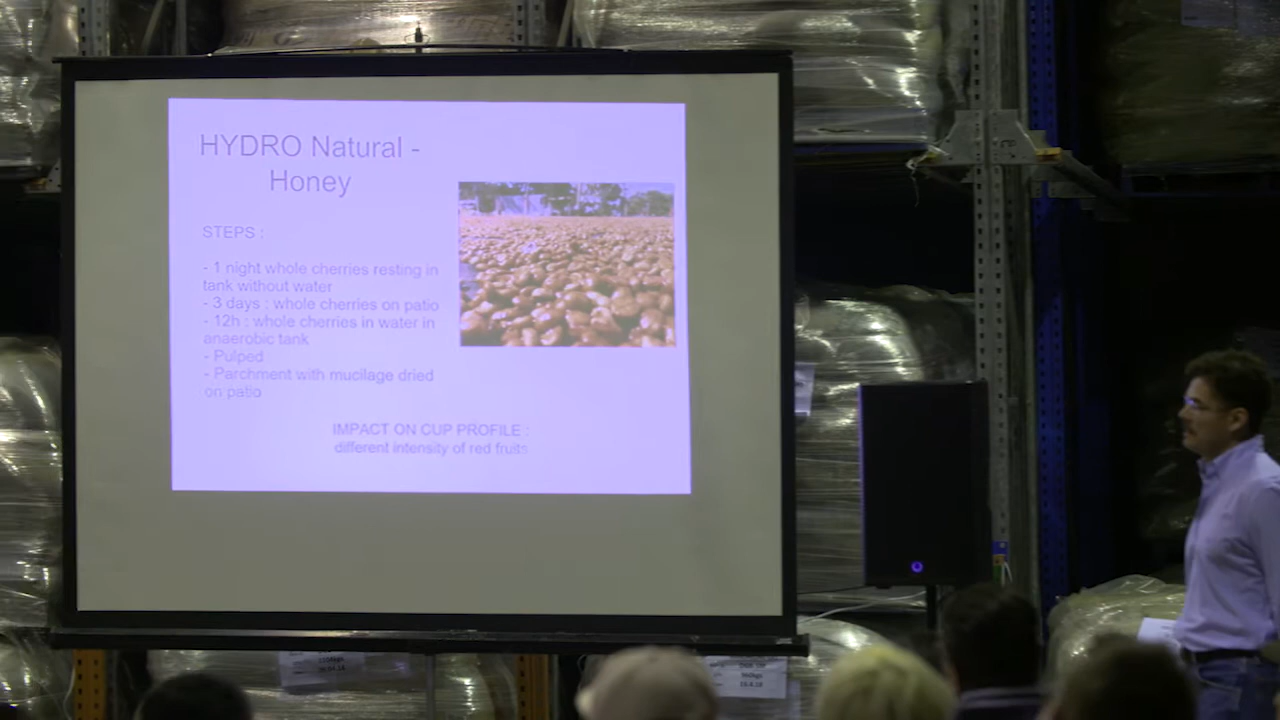 HYDRO Natural -
Honey
STEPS :
- 1 night whole cherries resting in
tank without water
- 3 days : whole cherries on patio
- 12h : whole cherries in water in
anaerobic tank
- Pulped
- Parchment with mucilage dried
on patio
IMPACT ON CUP PROFILE :
different intensity of red fruits